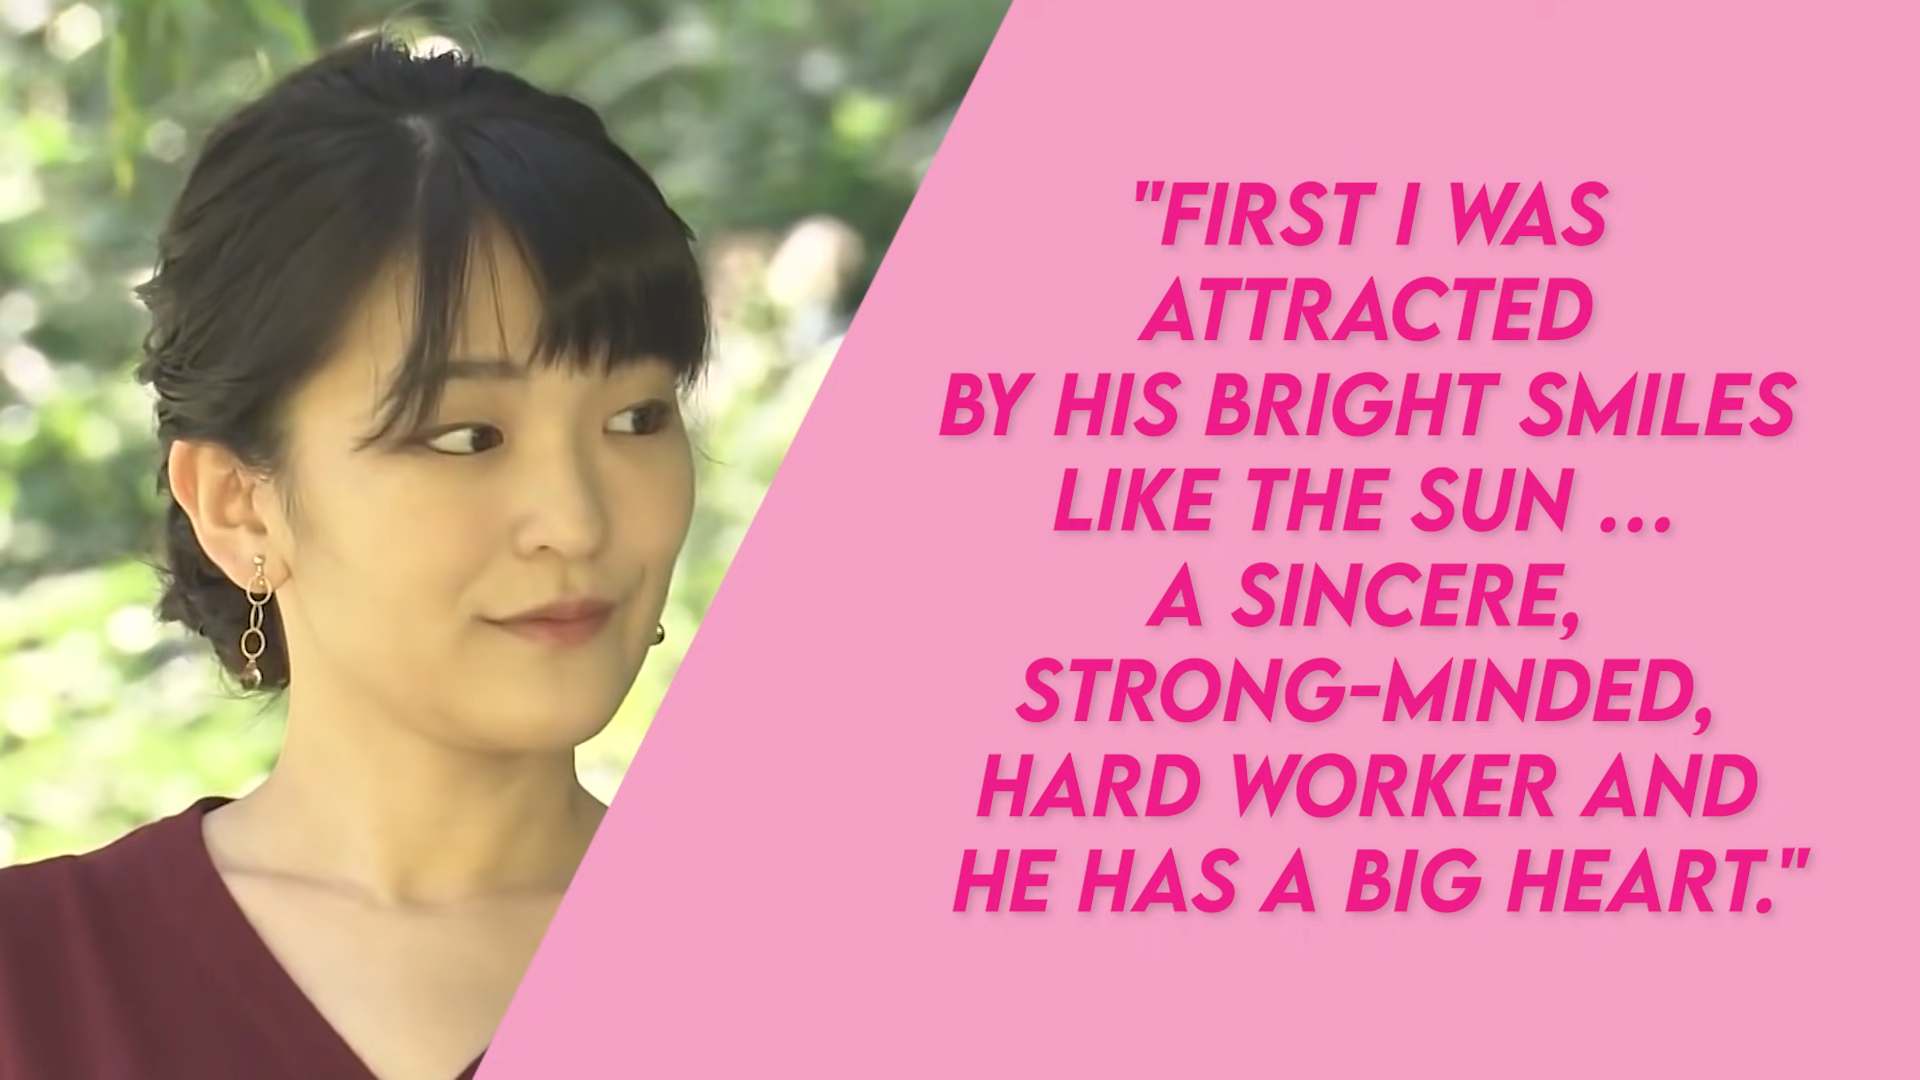 "FIRST I WAS
ATTRACTED
BY HIS BRIGHT SMILES
LIKE THE SUN ...
A SINCERE,
STRONG-MINDED,
HARD WORKER AND
HE HAS A BIG HEART."